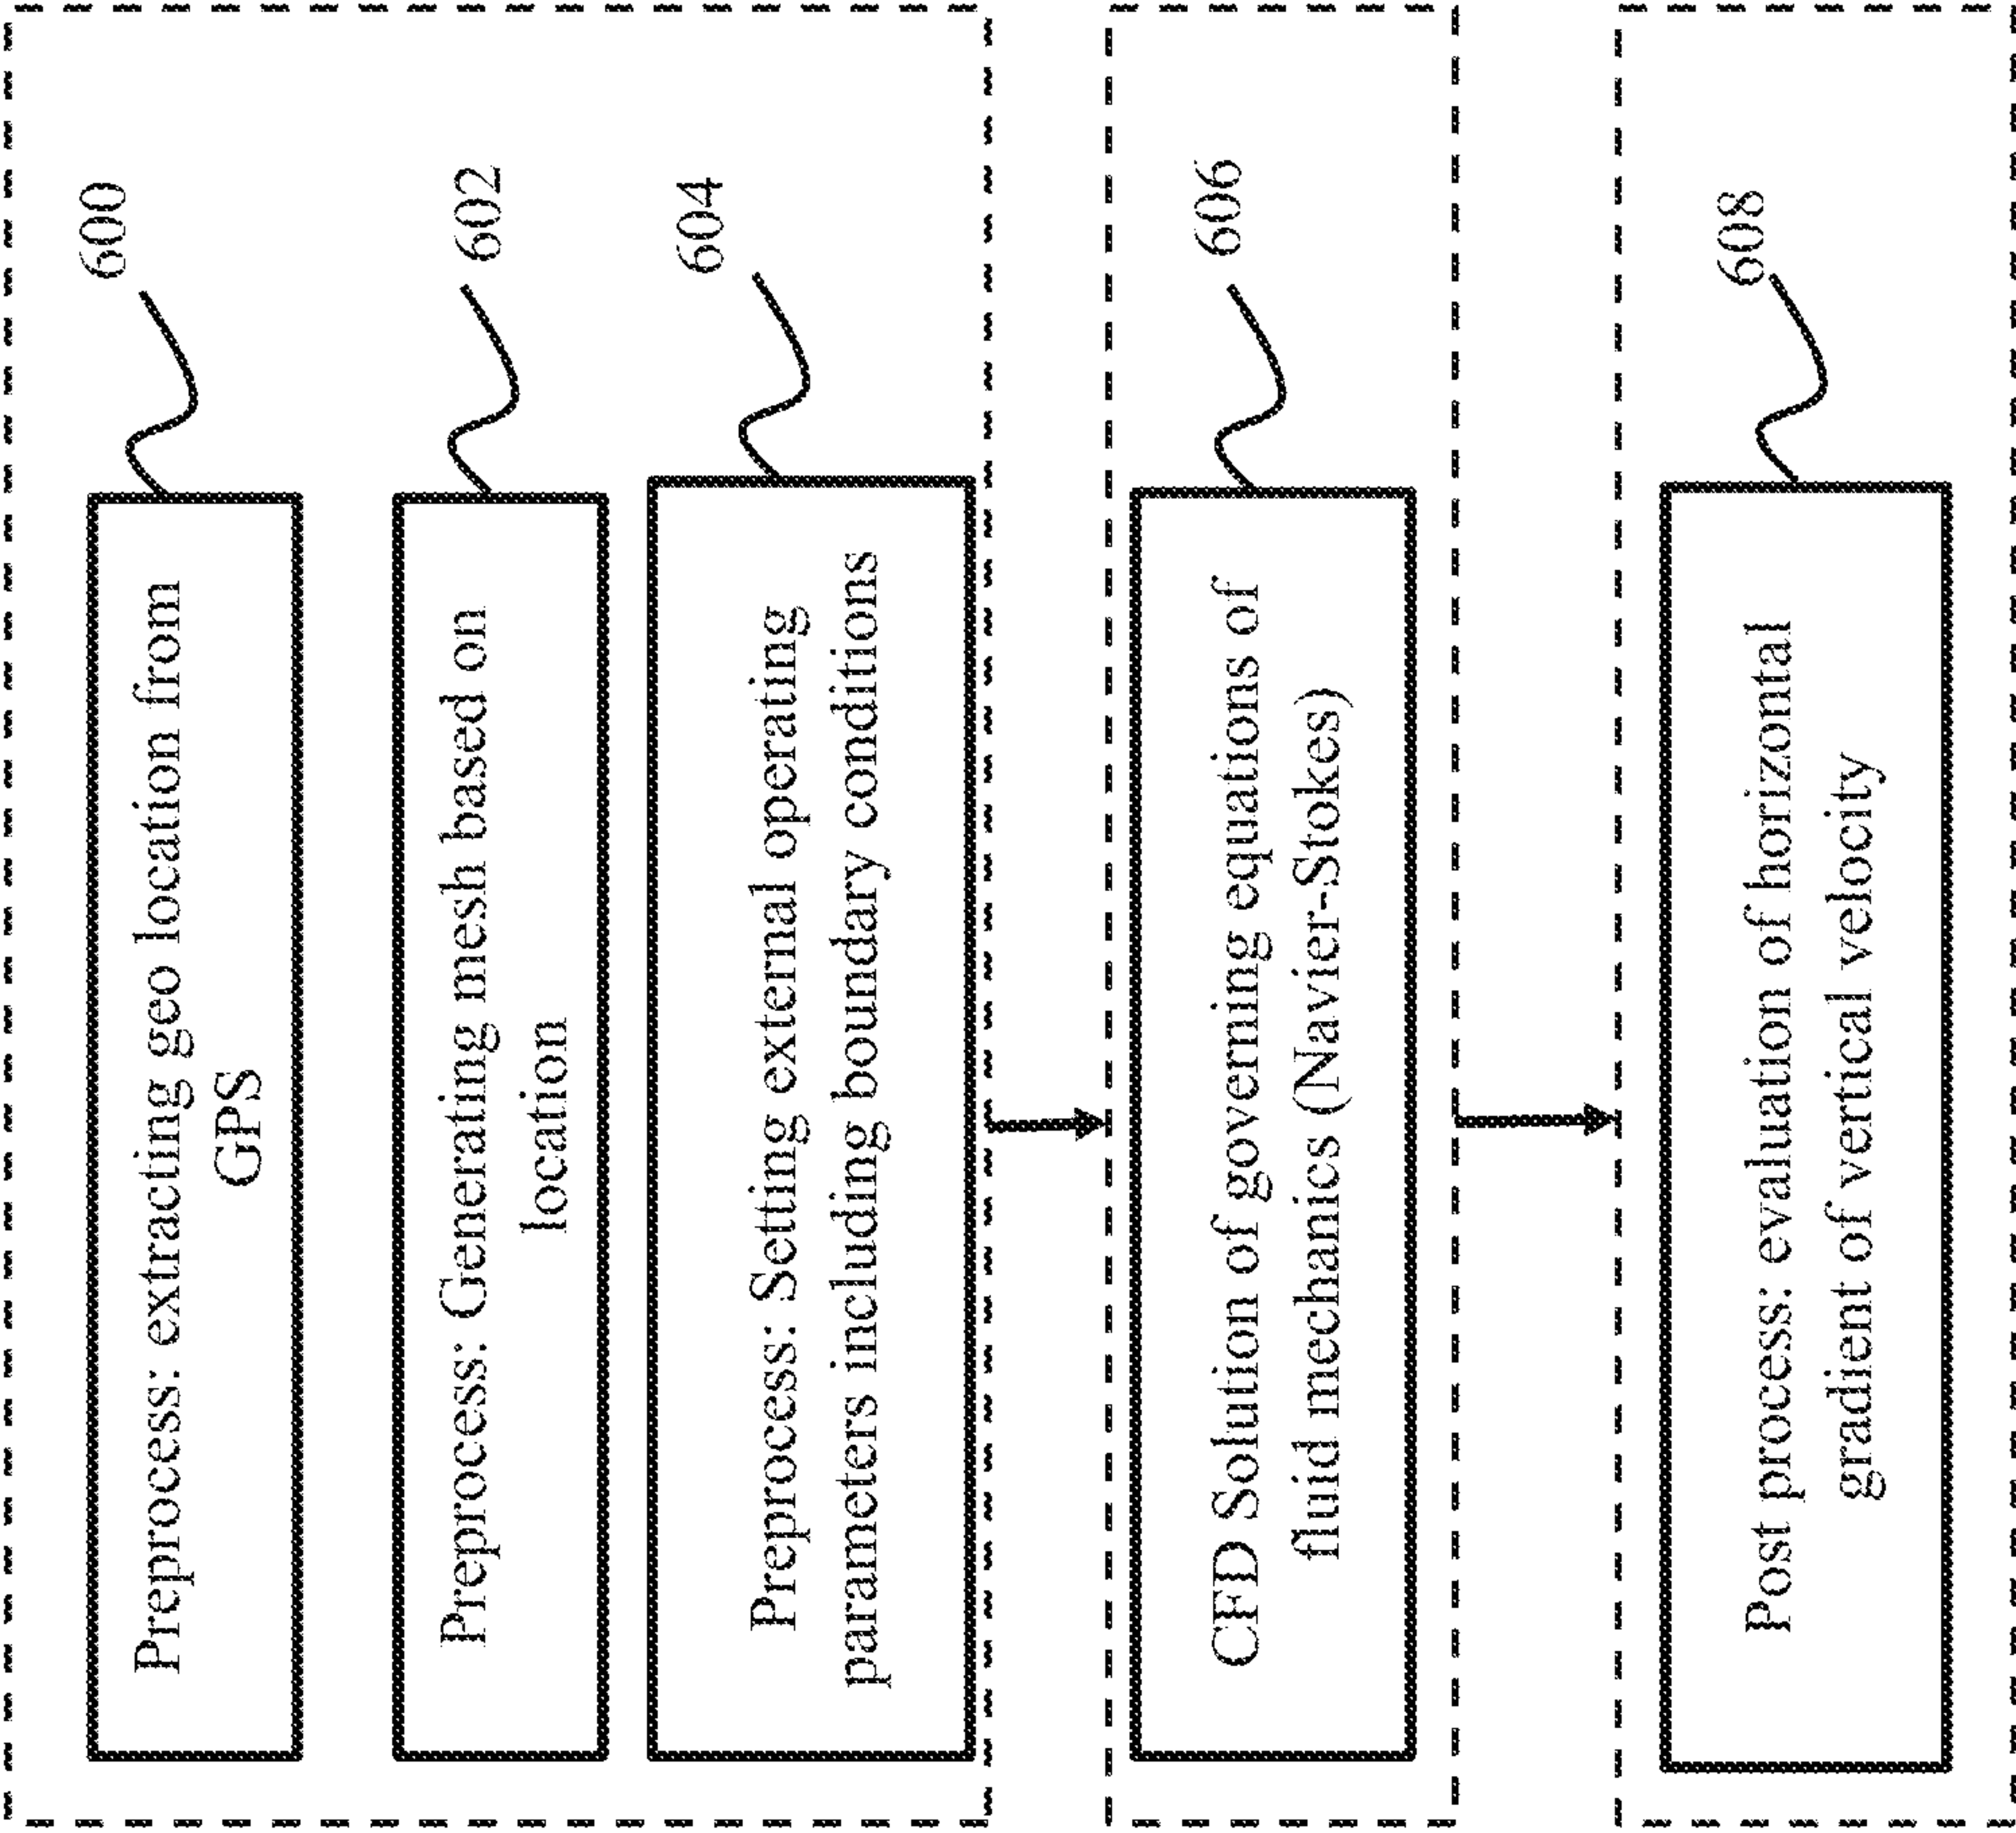 Preprocess: extracting geo location from
GPS
600
Preprocess: Generating mesh based on
location
602
Preprocess: Setting external operating
parameters including boundary conditions
604
CFD Solution of governing equations of
fluid mechanics (Navier-Stokes)
606
Post process: evaluation of horizontal
gradient of vertical velocity
608